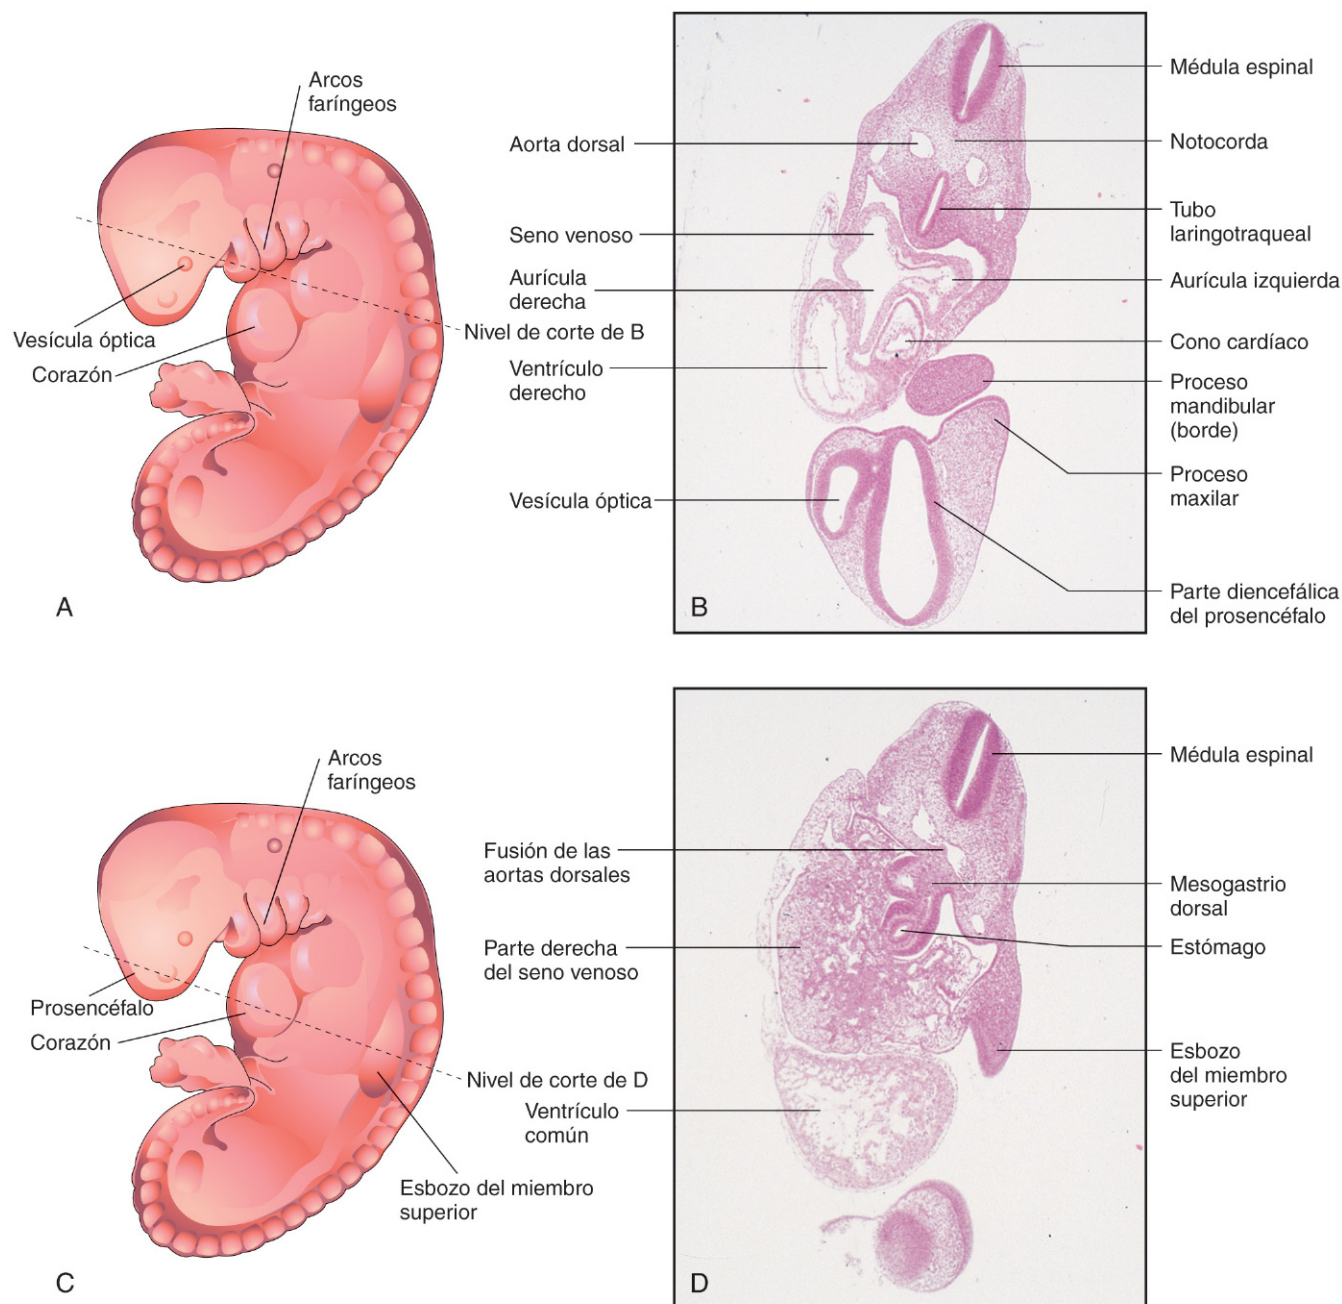 Arcos
faríngeos
Vesícula óptica
Corazón
Nivel de corte de B
A
Aorta dorsal
Seno venoso
Aurícula
derecha
Ventrículo
derecho
Vesícula óptica
Médula espinal
Notocorda
Tubo
laringotraqueal
Aurícula izquierda
Cono cardíaco
Proceso
mandibular
(borde)
Proceso
maxilar
Parte diencefálica
del prosencéfalo
B
Arcos
faríngeos
Prosencéfalo
Corazón
Nivel de corte de D
Esbozo del miembro
superior
C
Fusión de las
aortas dorsales
Parte derecha
del seno venoso
Ventrículo
común
Médula espinal
Mesogastrio
dorsal
Estómago
Esbozo
del miembro
superior
D